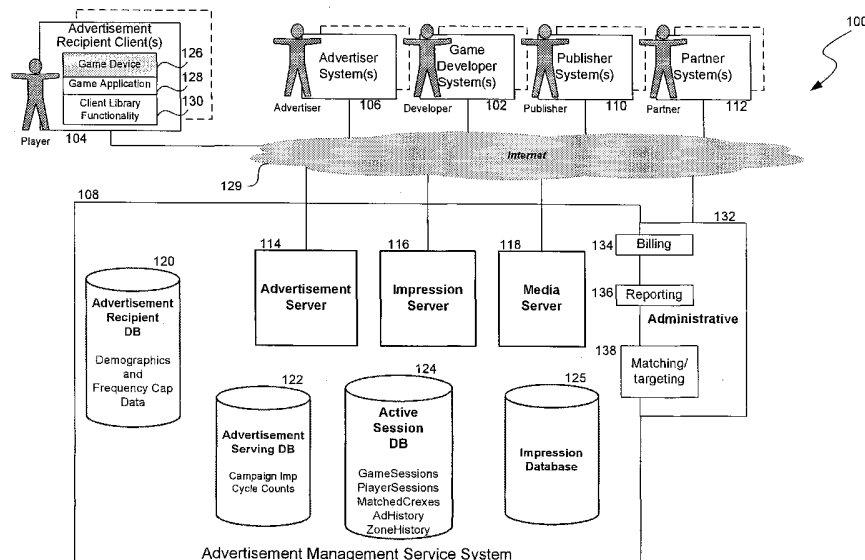 100
Advertisement
Recipient Client(s)
Game Device
126
Game Application
128
Client Library
Functionality
130
Player
104
Advertiser
System(s)
Advertiser
106
Game
Developer
System(s)
Developer
102
Publisher
System(s)
Publisher
110
Partner
System(s)
Partner
112
Internet
129
108
132
114
Advertisement
Server
116
Impression
Server
118
Media
Server
134
Billing
136
Reporting
Administrative
138
Matching/
targeting
120
Advertisement
Recipient
DB
Demographics
and
Frequency Cap
Data
122
Advertisement
Serving DB
Campaign Imp
Cycle Counts
124
Active
Session
DB
GameSessions
PlayerSessions
MatchedCrexes
AdHistory
ZoneHistory
125
Impression
Database
Advertisement Management Service System